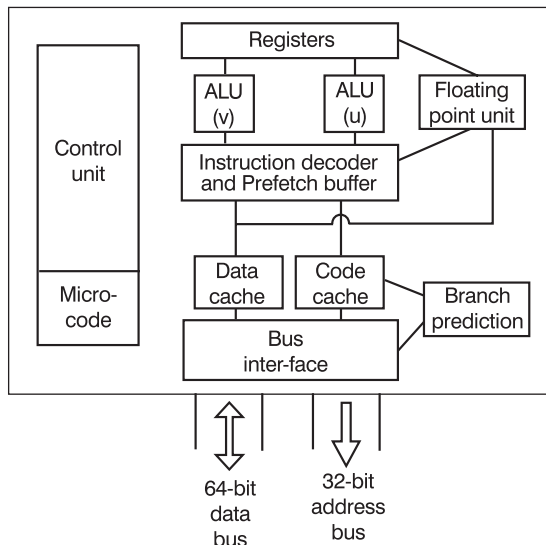 Registers
ALU
(v)
ALU
(u)
Floating
point unit
Control
unit
Instruction decoder
and Prefetch buffer
Data
cache
Code
cache
Micro-
code
Branch
prediction
Bus
inter-face
64-bit
data
bus
32-bit
address
bus